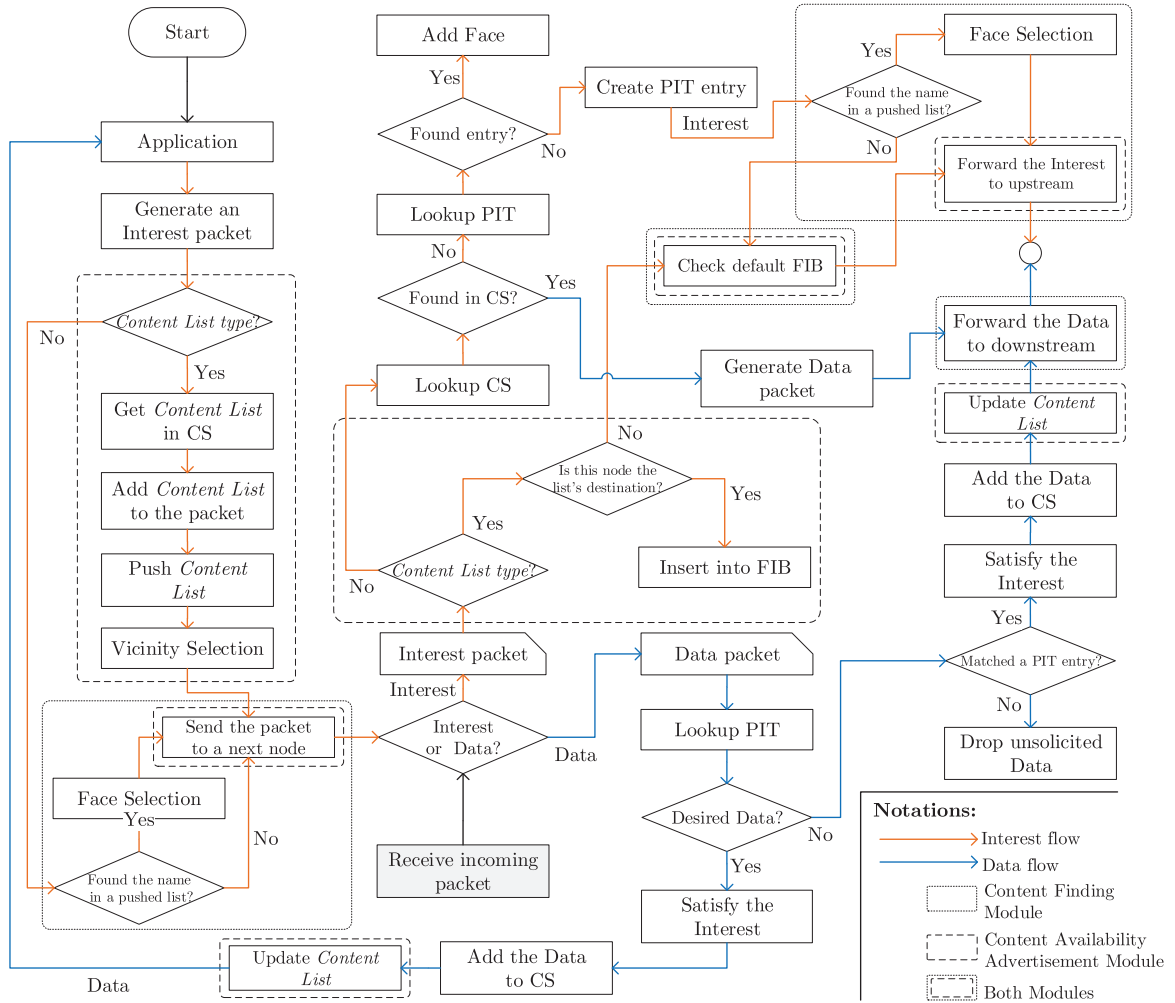 Start
Application
Generate an
Interest packet
Content List type?
No
Yes
Get Content List
in CS
Add Content List
to the packet
Push Content
List
Vicinity Selection
Send the packet
to a next node
Face Selection
Yes
No
Found the name
in a pushed list?
Add Face
Yes
Found entry?
No
Lookup PIT
No
Found in CS?
Yes
Lookup CS
Create PIT entry
Interest
Yes
Face Selection
Found the name
in a pushed list?
No
Forward the Interest
to upstream
Check default FIB
Forward the Data
to downstream
Generate Data
packet
Update Content
List
No
Is this node the
list's destination?
Yes
Yes
Content List type?
No
Insert into FIB
Add the Data
to CS
Satisfy the
Interest
Yes
Matched a PIT entry?
No
Drop unsolicited
Data
Interest packet
Interest
Interest
or Data?
Data
Receive incoming
packet
Data packet
Lookup PIT
Desired Data?
No
Yes
Satisfy the
Interest
Add the Data
to CS
Update Content
List
Data
Notations:
Interest flow
Data flow
Content Finding
Module
Content Availability
Advertisement Module
Both Modules